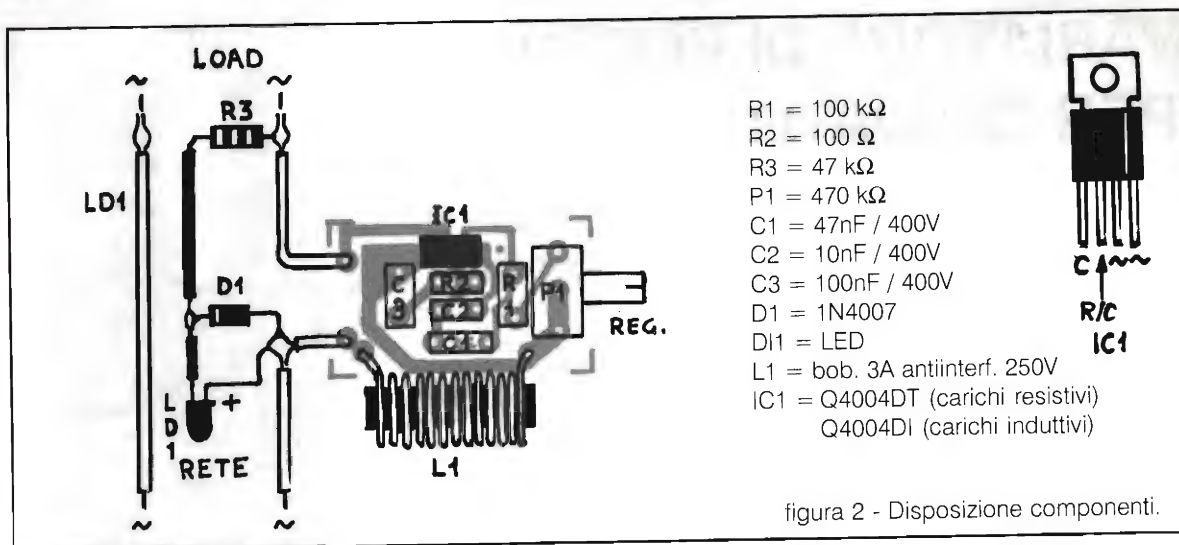 ~ LOAD ~
R3
LD1
IC1
D1
C3
R2
C2
C1
R1
P1
REG.
LD1 +
RETE
~ ~
L1
R1 = 100 kΩ
R2 = 100 Ω
R3 = 47 kΩ
P1 = 470 kΩ
C1 = 47nF / 400V
C2 = 10nF / 400V
C3 = 100nF / 400V
D1 = 1N4007
DI1 = LED
L1 = bob. 3A antiinterf. 250V
IC1 = Q4004DT (carichi resistivi)
Q4004DI (carichi induttivi)
C ~~
R/C
IC1
figura 2 - Disposizione componenti.